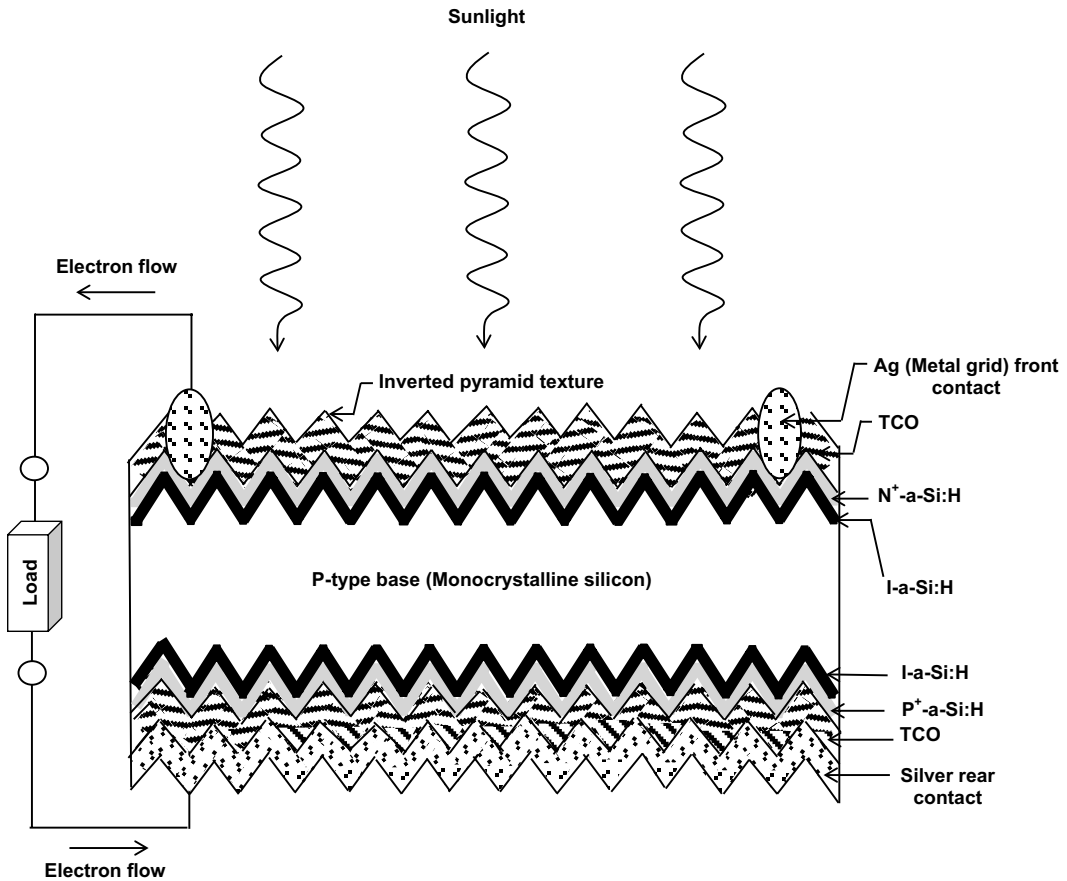 Sunlight
Electron flow
Inverted pyramid texture
Ag (Metal grid) front
contact
TCO
N⁺-a-Si:H
I-a-Si:H
P-type base (Monocrystalline silicon)
Load
I-a-Si:H
P⁺-a-Si:H
TCO
Silver rear
contact
Electron flow